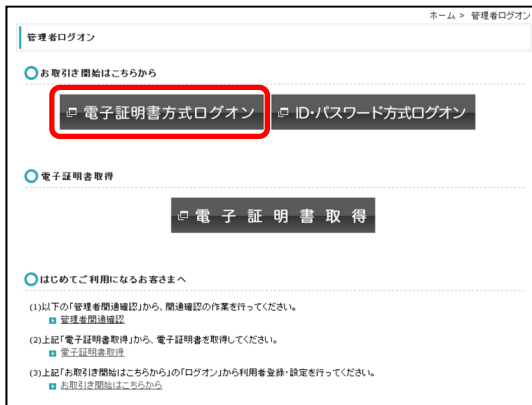 ホーム > 管理者ログオン
管理者ログオン
お取引き開始はこちらから
電子証明書方式ログオン
ID・パスワード方式ログオン
電子証明書取得
電子証明書取得
はじめてご利用になるお客さまへ
(1)以下の「管理者開通確認」から、開通確認の作業を行ってください。
管理者開通確認
(2)上記「電子証明書取得」から、電子証明書を取得してください。
電子証明書取得
(3)上記「お取引き開始はこちらから」の「ログオン」から利用者登録・設定を行ってください。
お取引き開始はこちらから